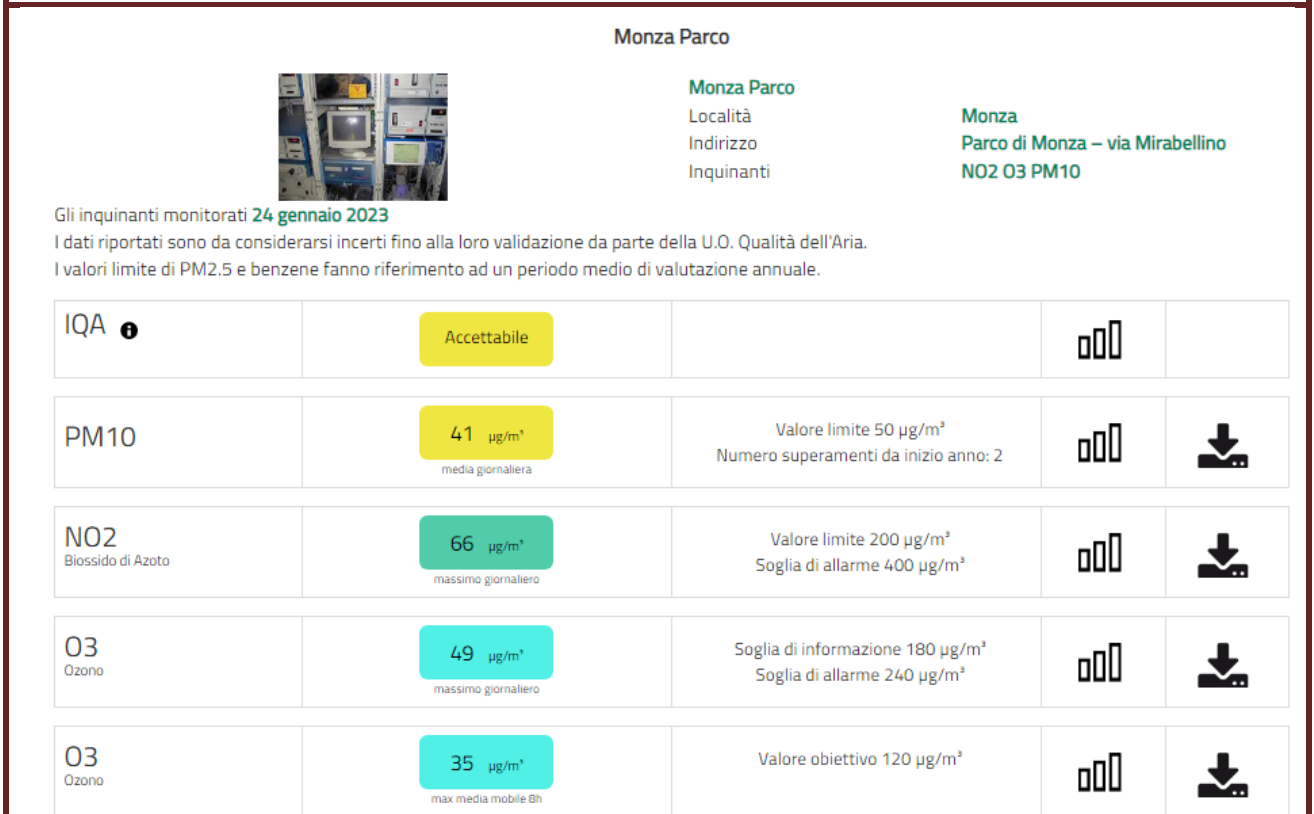 Monza Parco
Monza Parco
Località Monza
Indirizzo Parco di Monza – via Mirabellino
Inquinanti NO2 O3 PM10
Gli inquinanti monitorati 24 gennaio 2023
I dati riportati sono da considerarsi incerti fino alla loro validazione da parte della U.O. Qualità dell'Aria.
I valori limite di PM2.5 e benzene fanno riferimento ad un periodo medio di valutazione annuale.
IQA
Accettabile
PM10
41 µg/m³
media giornaliera
Valore limite 50 µg/m³
Numero superamenti da inizio anno: 2
NO2
Biossido di Azoto
66 µg/m³
massimo giornaliero
Valore limite 200 µg/m³
Soglia di allarme 400 µg/m³
O3
Ozono
49 µg/m³
massimo giornaliero
Soglia di informazione 180 µg/m³
Soglia di allarme 240 µg/m³
O3
Ozono
35 µg/m³
max media mobile 8h
Valore obiettivo 120 µg/m³